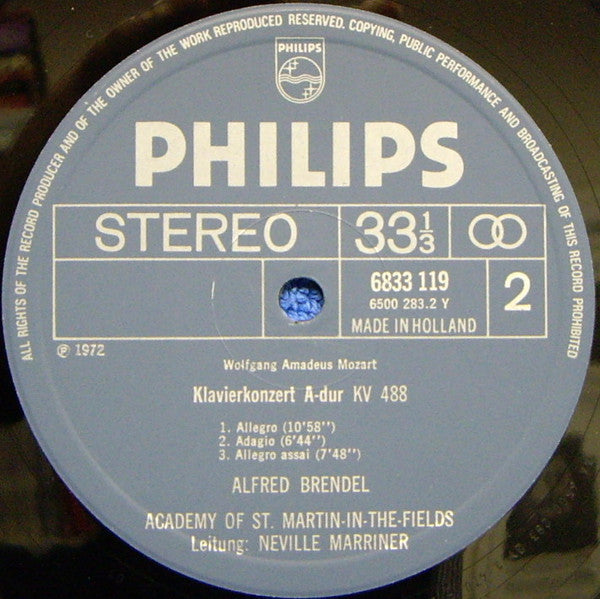 ALL RIGHTS OF THE RECORD PRODUCER AND OF THE OWNER OF THE WORK REPRODUCED RESERVED. COPYING, PUBLIC PERFORMANCE AND BROADCASTING OF THIS RECORD PROHIBITED
PHILIPS
PHILIPS
STEREO 33⅓
6833 119
6500 283.2 Y
MADE IN HOLLAND
2
℗ 1972
Wolfgang Amadeus Mozart
Klavierkonzert A-dur KV 488
1. Allegro (10'58'')
2. Adagio (6'44'')
3. Allegro assai (7'48'')
ALFRED BRENDEL
ACADEMY OF ST. MARTIN-IN-THE-FIELDS
Leitung: NEVILLE MARRINER